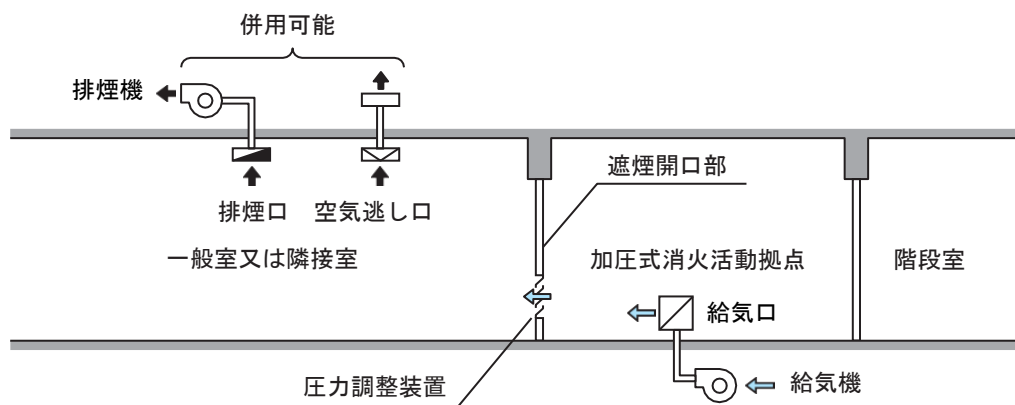 併用可能
排煙機
遮煙開口部
排煙口
空気逃し口
一般室又は隣接室
加圧式消火活動拠点
階段室
給気口
圧力調整装置
給気機